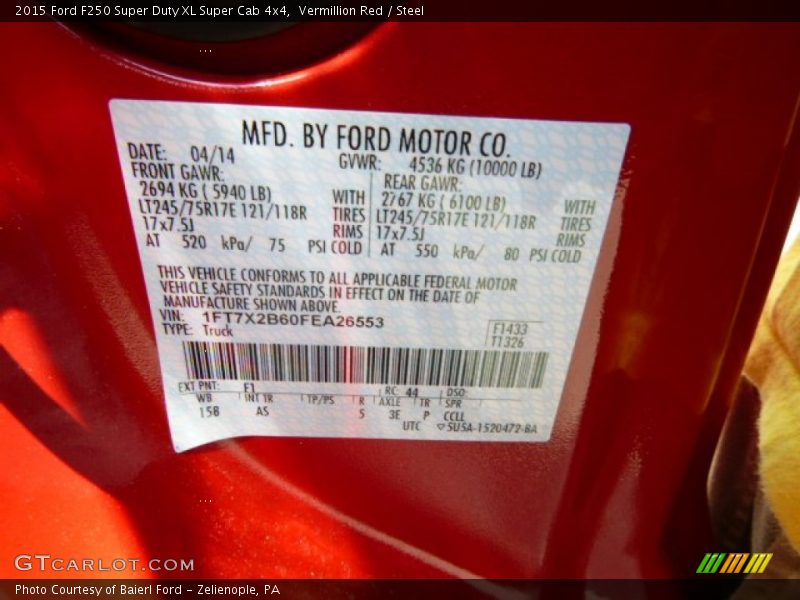 2015 Ford F250 Super Duty XL Super Cab 4x4,  Vermillion Red / Steel
MFD. BY FORD MOTOR CO.
DATE: 04/14 GVWR: 4536 KG (10000 LB)
FRONT GAWR: REAR GAWR:
2694 KG ( 5940 LB) WITH 2767 KG ( 6100 LB) WITH
LT245/75R17E 121/118R TIRES LT245/75R17E 121/118R TIRES
17x7.5J RIMS 17x7.5J RIMS
AT 520 kPa/ 75 PSI COLD AT 550 kPa/ 80 PSI COLD
THIS VEHICLE CONFORMS TO ALL APPLICABLE FEDERAL MOTOR
VEHICLE SAFETY STANDARDS IN EFFECT ON THE DATE OF
MANUFACTURE SHOWN ABOVE.
VIN: 1FT7X2B60FEA26553 F1433
TYPE: Truck T1326
EXT PNT: E1 RC: 44 DSO:
WB INT TR TP/PS R AXLE TR SPR
158 AS 5 3E P CCLL
UTC ▽5USA-1520472-BA
GTCARLOT.COM
Photo Courtesy of Baierl Ford - Zelienople, PA